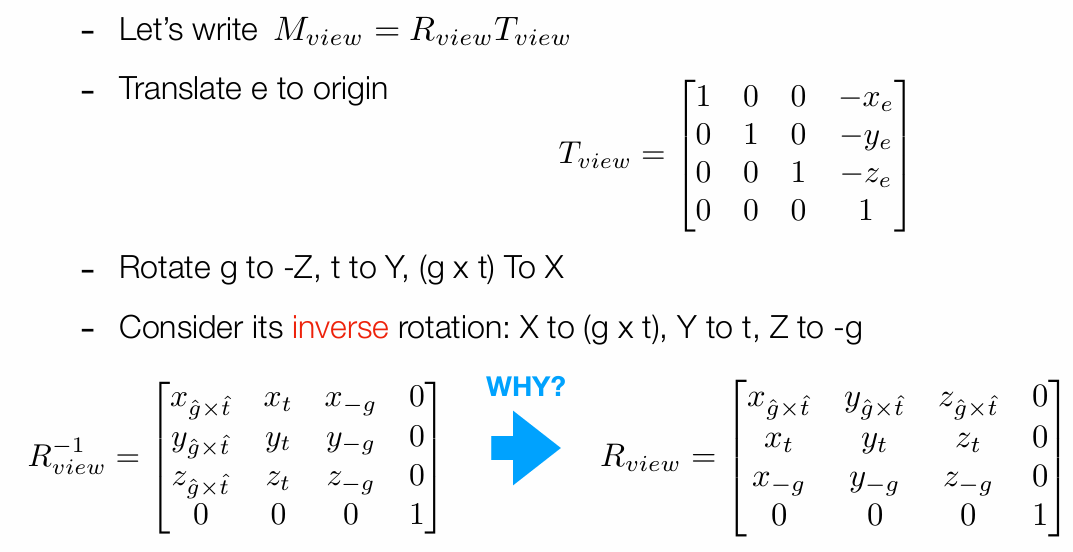 - Let's write $M_{view} = R_{view}T_{view}$
- Translate e to origin
$T_{view} = \begin{bmatrix} 1 & 0 & 0 & -x_e \\ 0 & 1 & 0 & -y_e \\ 0 & 0 & 1 & -z_e \\ 0 & 0 & 0 & 1 \end{bmatrix}$
- Rotate g to -Z, t to Y, (g x t) To X
- Consider its inverse rotation: X to (g x t), Y to t, Z to -g
$R_{view}^{-1} = \begin{bmatrix} x_{\hat{g}\times\hat{t}} & x_t & x_{-g} & 0 \\ y_{\hat{g}\times\hat{t}} & y_t & y_{-g} & 0 \\ z_{\hat{g}\times\hat{t}} & z_t & z_{-g} & 0 \\ 0 & 0 & 0 & 1 \end{bmatrix}$
WHY?
$R_{view} = \begin{bmatrix} x_{\hat{g}\times\hat{t}} & y_{\hat{g}\times\hat{t}} & z_{\hat{g}\times\hat{t}} & 0 \\ x_t & y_t & z_t & 0 \\ x_{-g} & y_{-g} & z_{-g} & 0 \\ 0 & 0 & 0 & 1 \end{bmatrix}$